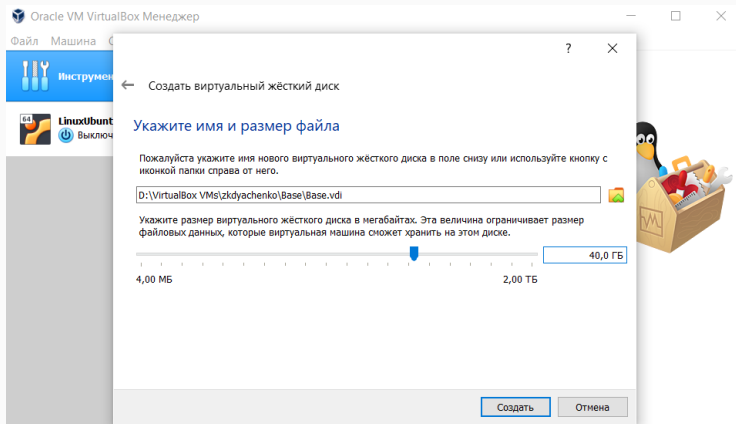 Oracle VM VirtualBox Менеджер
Файл Машина
? ×
Инструмен
← Создать виртуальный жёсткий диск
64
LinuxUbunt
Выключ
Укажите имя и размер файла
Пожалуйста укажите имя нового виртуального жёсткого диска в поле снизу или используйте кнопку с
иконкой папки справа от него.
D:\VirtualBox VMs\zkdyachenko\Base\Base.vdi
Укажите размер виртуального жёсткого диска в мегабайтах. Эта величина ограничивает размер
файловых данных, которые виртуальная машина сможет хранить на этом диске.
40,0 ГБ
4,00 МБ 2,00 ТБ
Создать Отмена